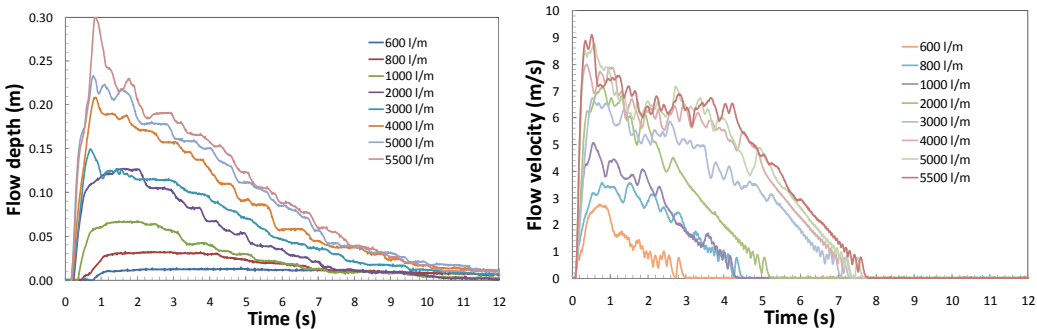 Flow depth (m)
0.30
0.25
0.20
0.15
0.10
0.05
0.00
0 1 2 3 4 5 6 7 8 9 10 11 12
Time (s)
600 l/m
800 l/m
1000 l/m
2000 l/m
3000 l/m
4000 l/m
5000 l/m
5500 l/m
Flow velocity (m/s)
10
9
8
7
6
5
4
3
2
1
0
0 1 2 3 4 5 6 7 8 9 10 11 12
Time (s)
600 l/m
800 l/m
1000 l/m
2000 l/m
3000 l/m
4000 l/m
5000 l/m
5500 l/m